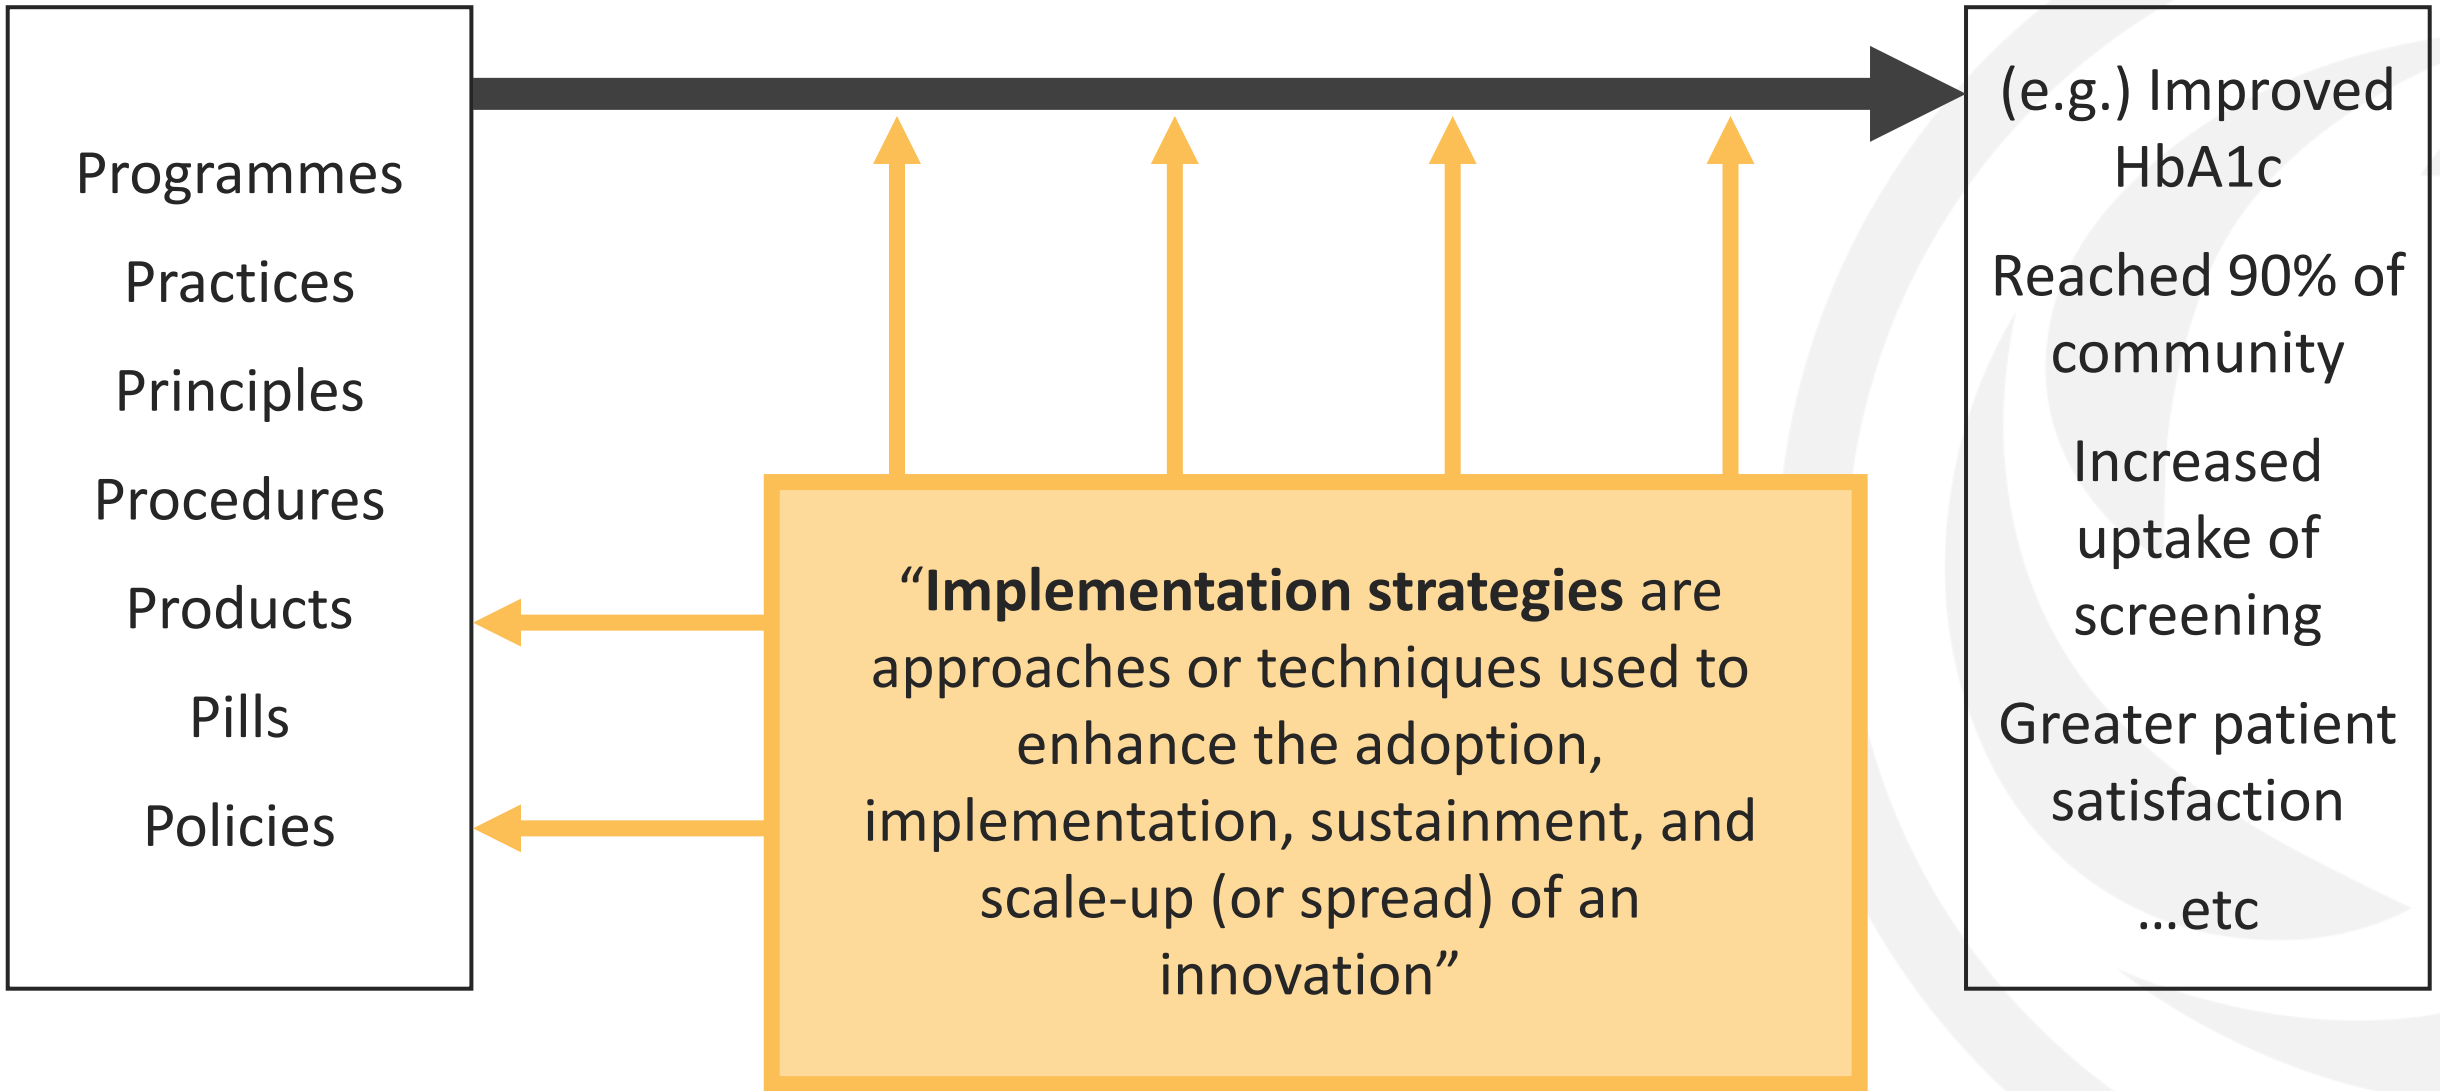 Programmes
Practices
Principles
Procedures
Products
Pills
Policies
“Implementation strategies are
approaches or techniques used to
enhance the adoption,
implementation, sustainment, and
scale-up (or spread) of an
innovation”
(e.g.) Improved
HbA1c
Reached 90% of
community
Increased
uptake of
screening
Greater patient
satisfaction
...etc